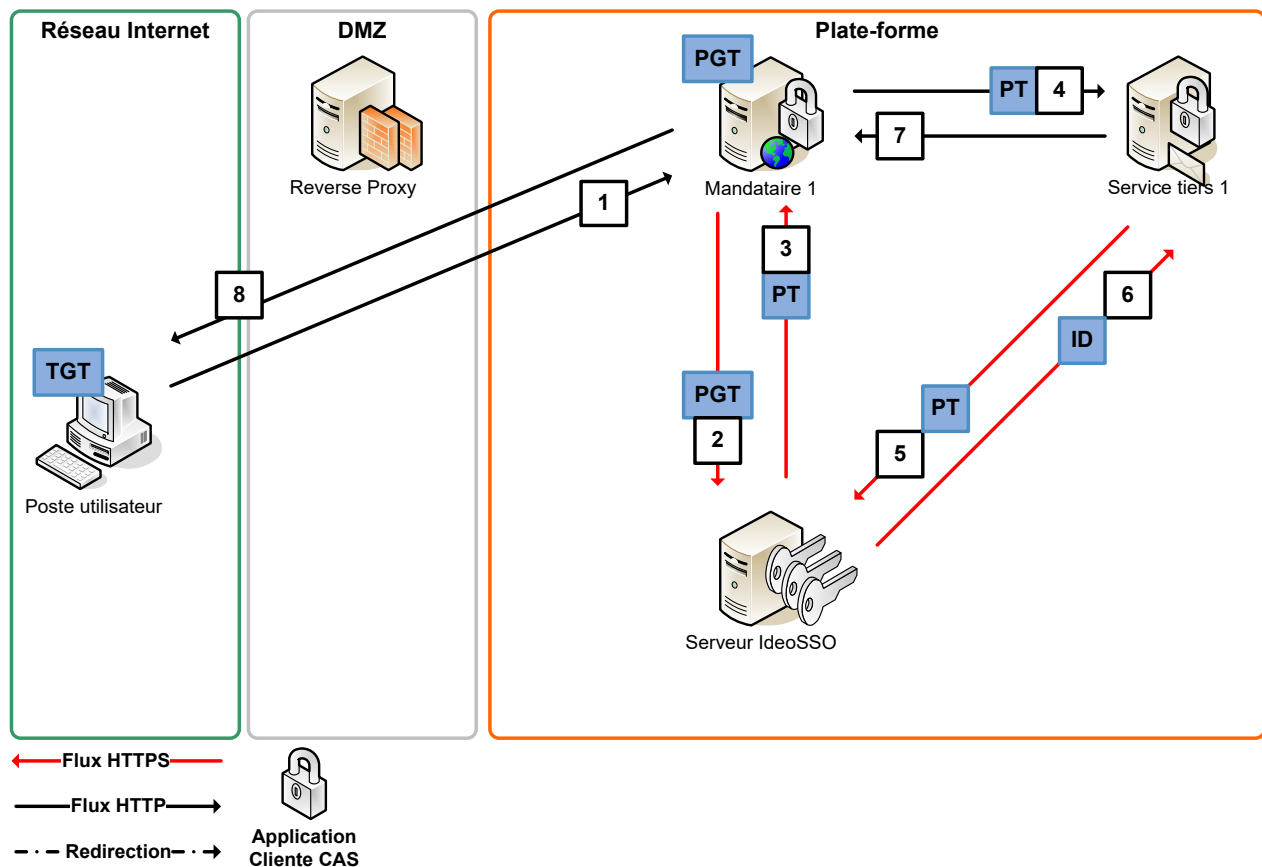 Réseau Internet
DMZ
Plate-forme
PGT
PT
4
7
Reverse Proxy
Mandataire 1
Service tiers 1
1
3
PT
8
6
ID
TGT
PGT
2
PT
5
Poste utilisateur
Serveur IdeoSSO
Flux HTTPS
Flux HTTP
Redirection
Application
Cliente CAS